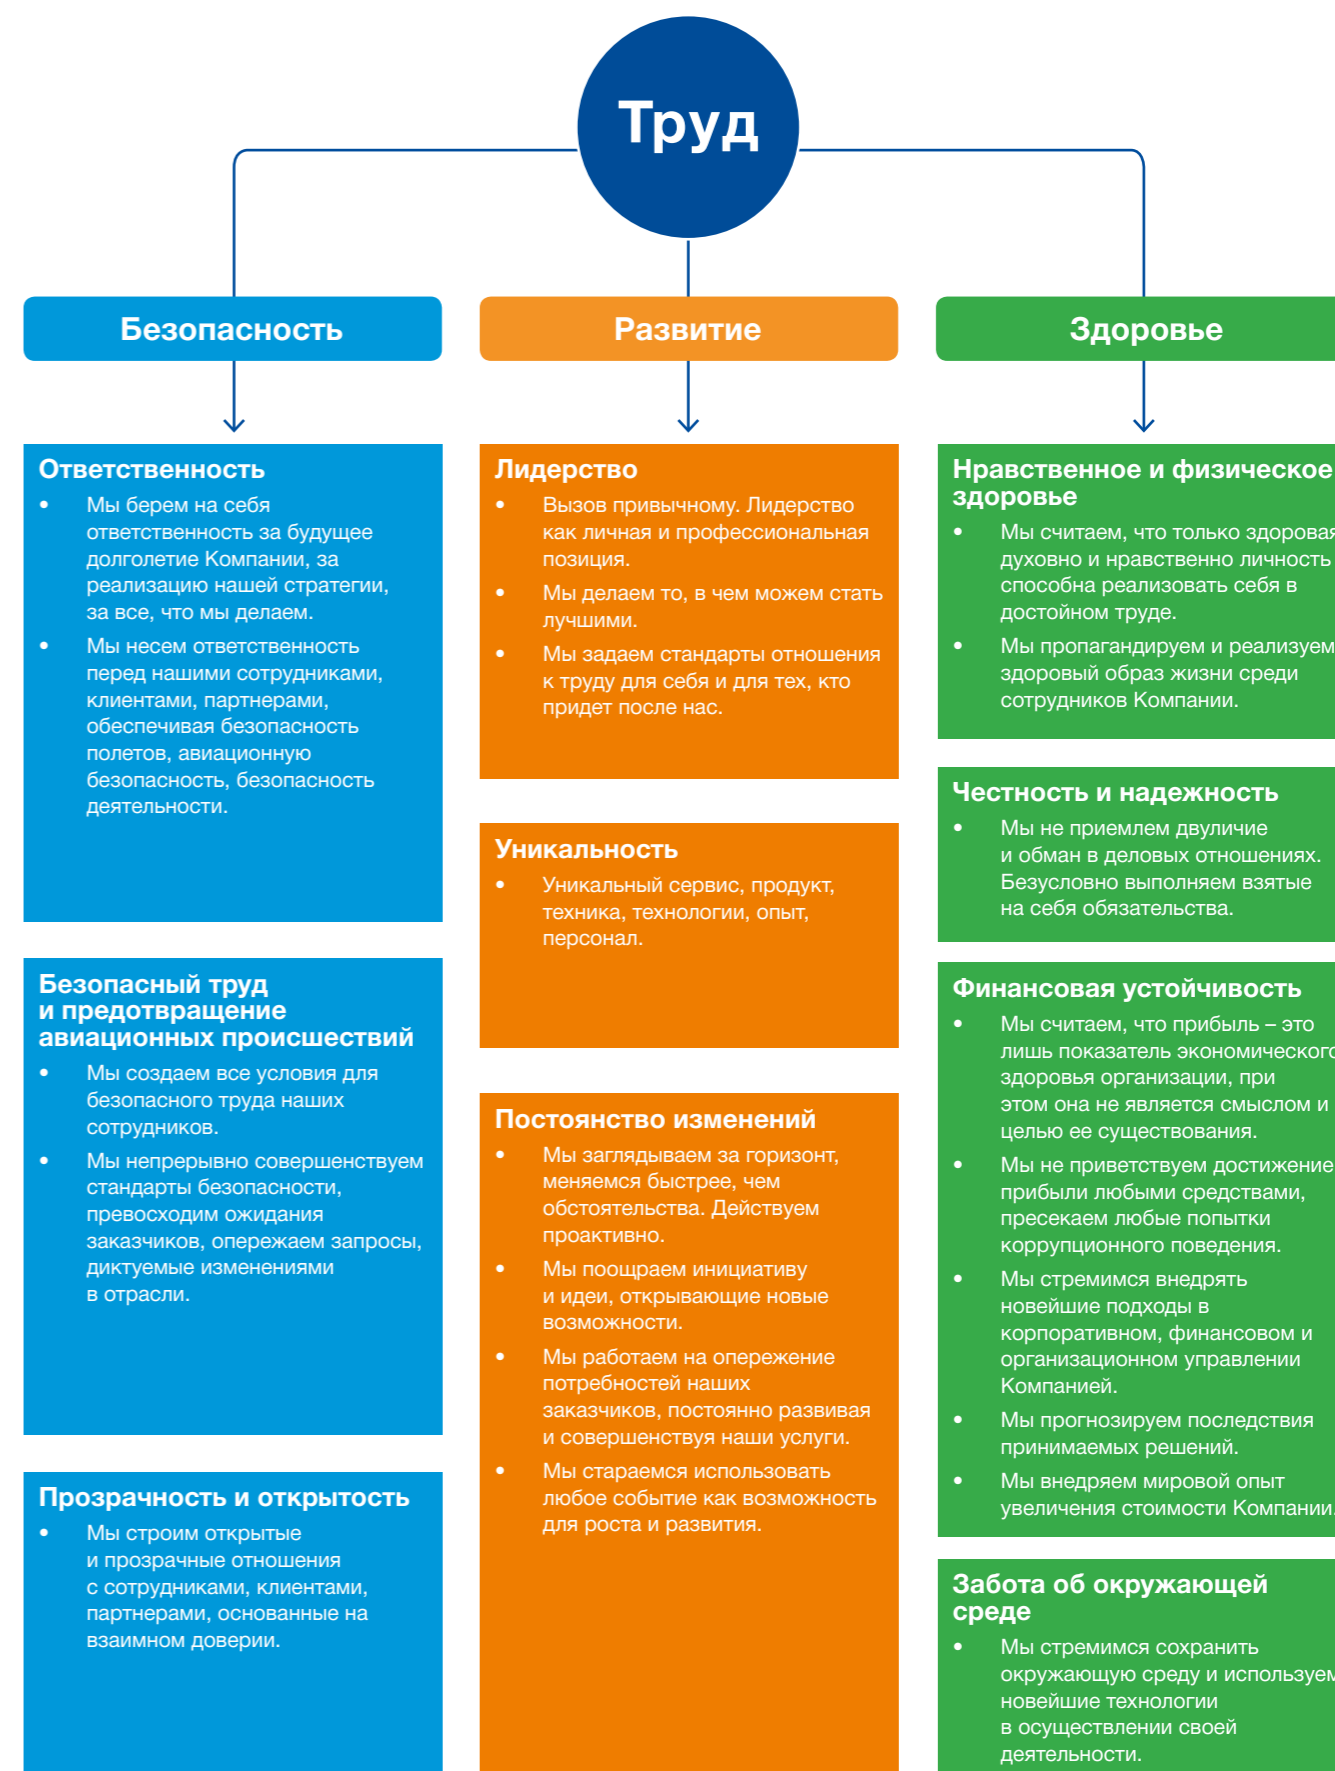 Труд
Безопасность
Развитие
Здоровье
Ответственность
• Мы берем на себя
ответственность за будущее
долголетие Компании, за
реализацию нашей стратегии,
за все, что мы делаем.
• Мы несем ответственность
перед нашими сотрудниками,
клиентами, партнерами,
обеспечивая безопасность
полетов, авиационную
безопасность, безопасность
деятельности.
Безопасный труд
и предотвращение
авиационных происшествий
• Мы создаем все условия для
безопасного труда наших
сотрудников.
• Мы непрерывно совершенствуем
стандарты безопасности,
превосходим ожидания
заказчиков, опережаем запросы,
диктуемые изменениями
в отрасли.
Прозрачность и открытость
• Мы строим открытые
и прозрачные отношения
с сотрудниками, клиентами,
партнерами, основанные на
взаимном доверии.
Лидерство
• Вызов привычному. Лидерство
как личная и профессиональная
позиция.
• Мы делаем то, в чем можем стать
лучшими.
• Мы задаем стандарты отношения
к труду для себя и для тех, кто
придет после нас.
Уникальность
• Уникальный сервис, продукт,
техника, технологии, опыт,
персонал.
Постоянство изменений
• Мы заглядываем за горизонт,
меняемся быстрее, чем
обстоятельства. Действуем
проактивно.
• Мы поощраем инициативу
и идеи, открывающие новые
возможности.
• Мы работаем на опережение
потребностей наших
заказчиков, постоянно развивая
и совершенствуя наши услуги.
• Мы стараемся использовать
любое событие как возможность
для роста и развития.
Нравственное и физическое
здоровье
• Мы считаем, что только здоровая
духовно и нравственно личность
способна реализовать себя в
достойном труде.
• Мы пропагандируем и реализуем
здоровый образ жизни среди
сотрудников Компании.
Честность и надежность
• Мы не приемлем двуличие
и обман в деловых отношениях.
Безусловно выполняем взятые
на себя обязательства.
Финансовая устойчивость
• Мы считаем, что прибыль – это
лишь показатель экономического
здоровья организации, при
этом она не является смыслом и
целью ее существования.
• Мы не приветствуем достижение
прибыли любыми средствами,
пресекаем любые попытки
коррупционного поведения.
• Мы стремимся внедрять
новейшие подходы в
корпоративном, финансовом и
организационном управлении
Компанией.
• Мы прогнозируем последствия
принимаемых решений.
• Мы внедряем мировой опыт
увеличения стоимости Компании.
Забота об окружающей
среде
• Мы стремимся сохранить
окружающую среду и используем
новейшие технологии
в осуществлении своей
деятельности.